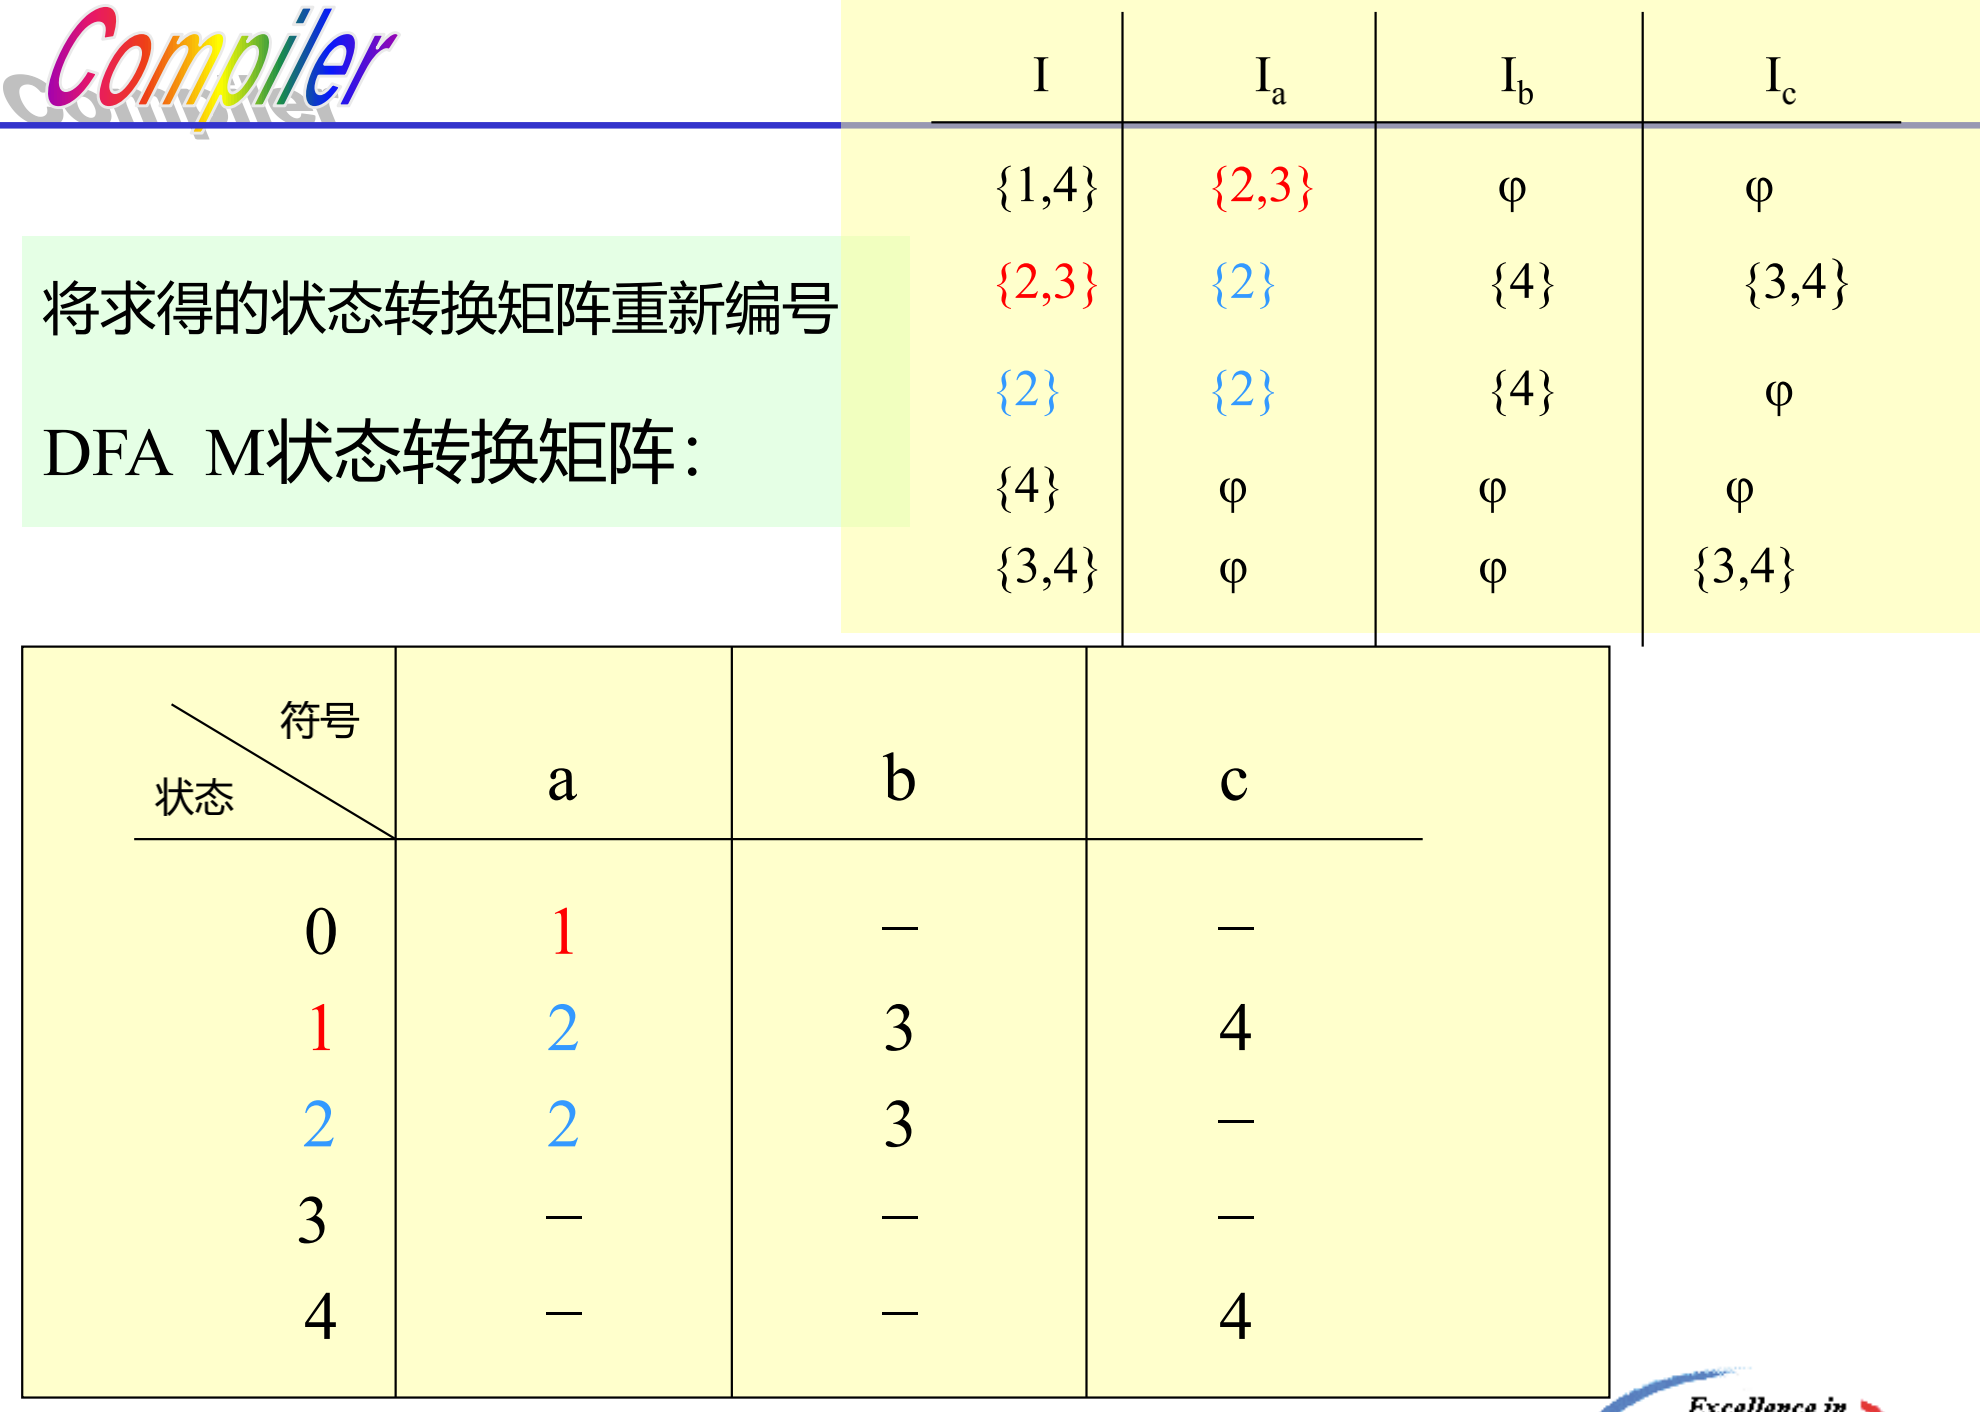 Compiler
I Ia Ib Ic
{1,4} {2,3} φ φ
{2,3} {2} {4} {3,4}
{2} {2} {4} φ
{4} φ φ φ
{3,4} φ φ {3,4}
将求得的状态转换矩阵重新编号
DFA M状态转换矩阵：
符号
状态 a b c
0 1 – –
1 2 3 4
2 2 3 –
3 – – –
4 – – 4
Excellence in